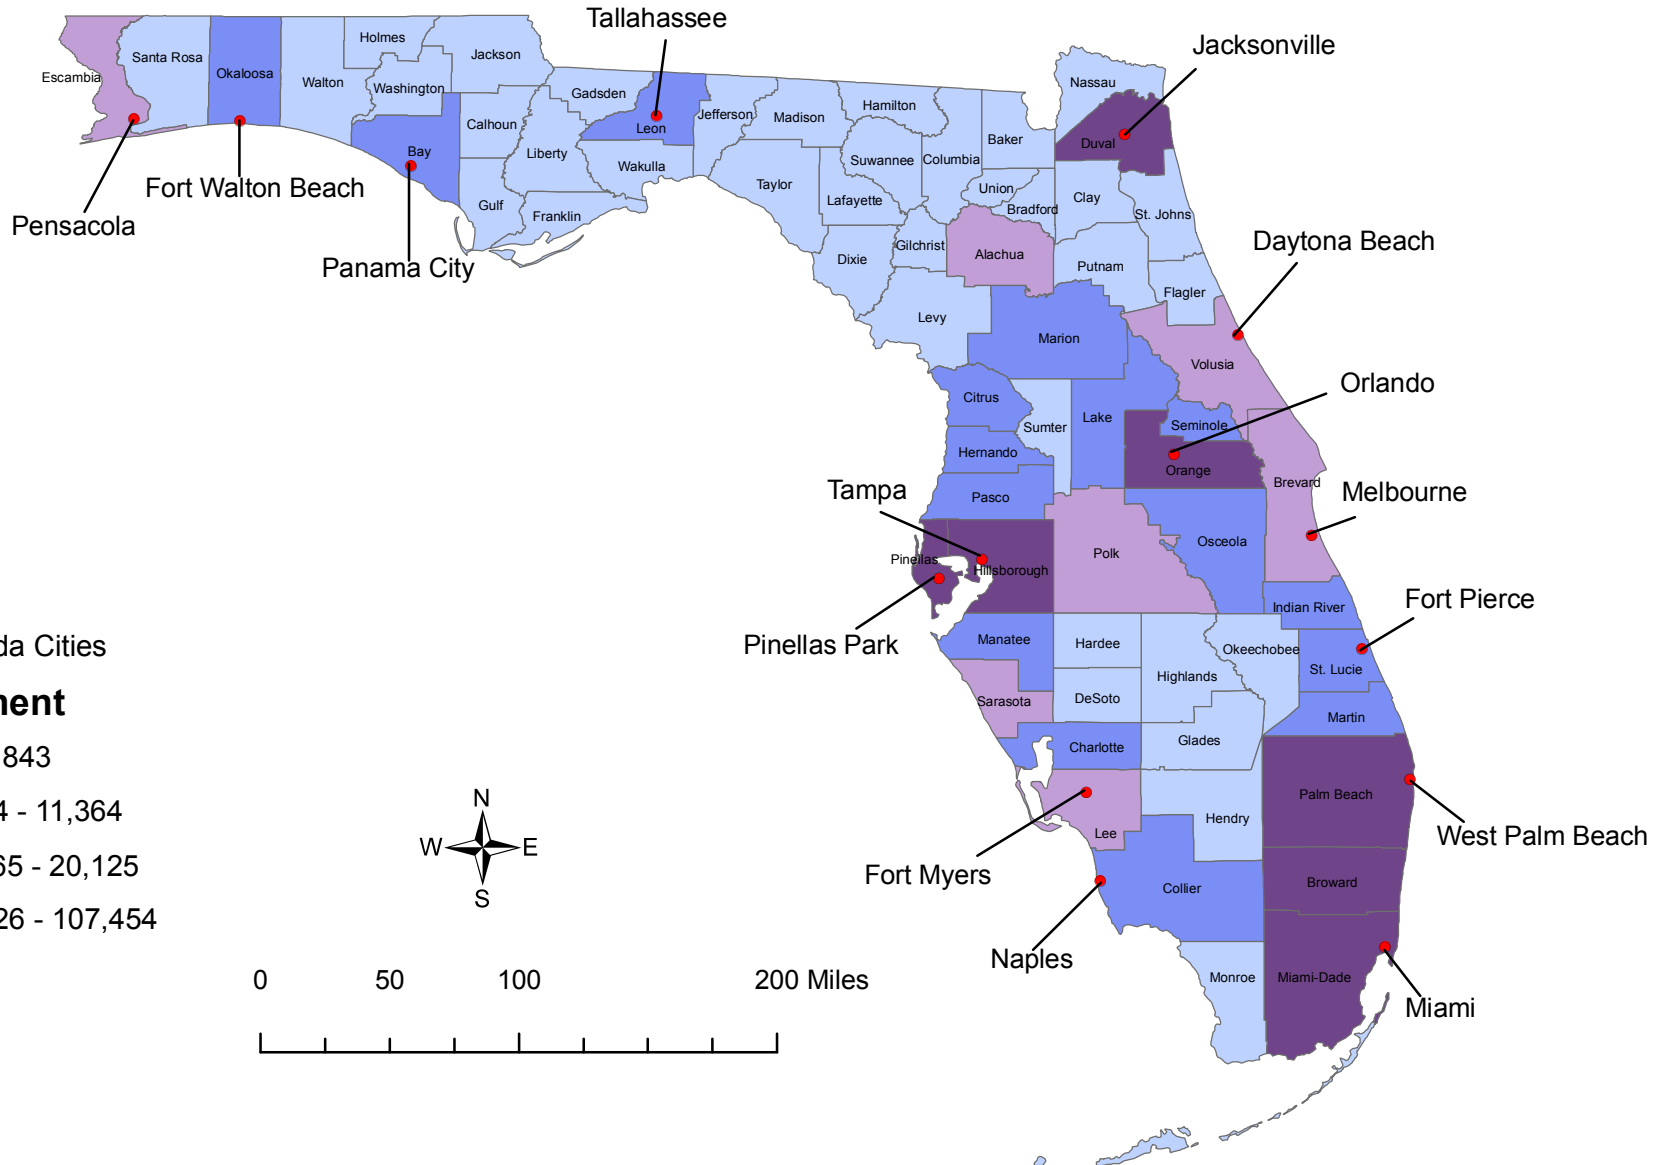 Tallahassee
Jacksonville
Holmes
Santa Rosa
Jackson
Escambia
Okaloosa
Walton
Washington
Nassau
Gadsden
Hamilton
Jefferson
Madison
Calhoun
Leon
Baker
Duval
Bay
Liberty
Wakulla
Suwannee
Columbia
Taylor
Union
Lafayette
Clay
Bradford
Gulf
Franklin
St. Johns
Fort Walton Beach
Pensacola
Panama City
Gilchrist
Alachua
Dixie
Putnam
Daytona Beach
Flagler
Levy
Marion
Volusia
Orlando
Citrus
Lake
Sumter
Seminole
Hernando
Orange
Brevard
Melbourne
Tampa
Pasco
Osceola
Polk
Pinellas
Hillsborough
Fort Pierce
Indian River
Pinellas Park
Manatee
Hardee
Okeechobee
St. Lucie
Highlands
Sarasota
DeSoto
Martin
Charlotte
Glades
Palm Beach
Hendry
Lee
West Palm Beach
Fort Myers
Collier
Broward
Naples
Monroe
Miami-Dade
Miami
da Cities
ment
843
4 - 11,364
65 - 20,125
26 - 107,454
N
W E
S
0 50 100 200 Miles